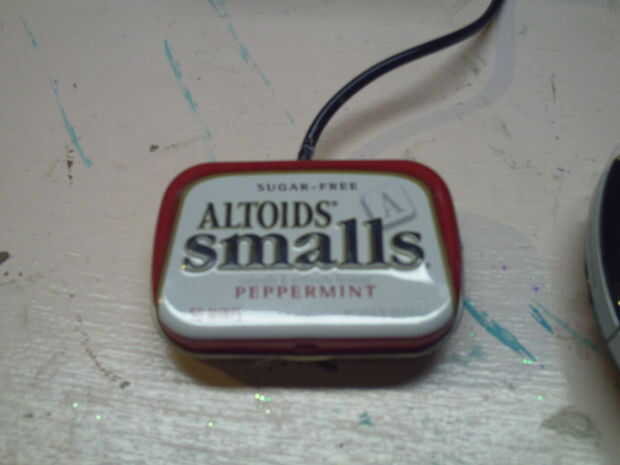 SUGAR-FREE
ALTOIDS®
A
smalls
PEPPERMINT